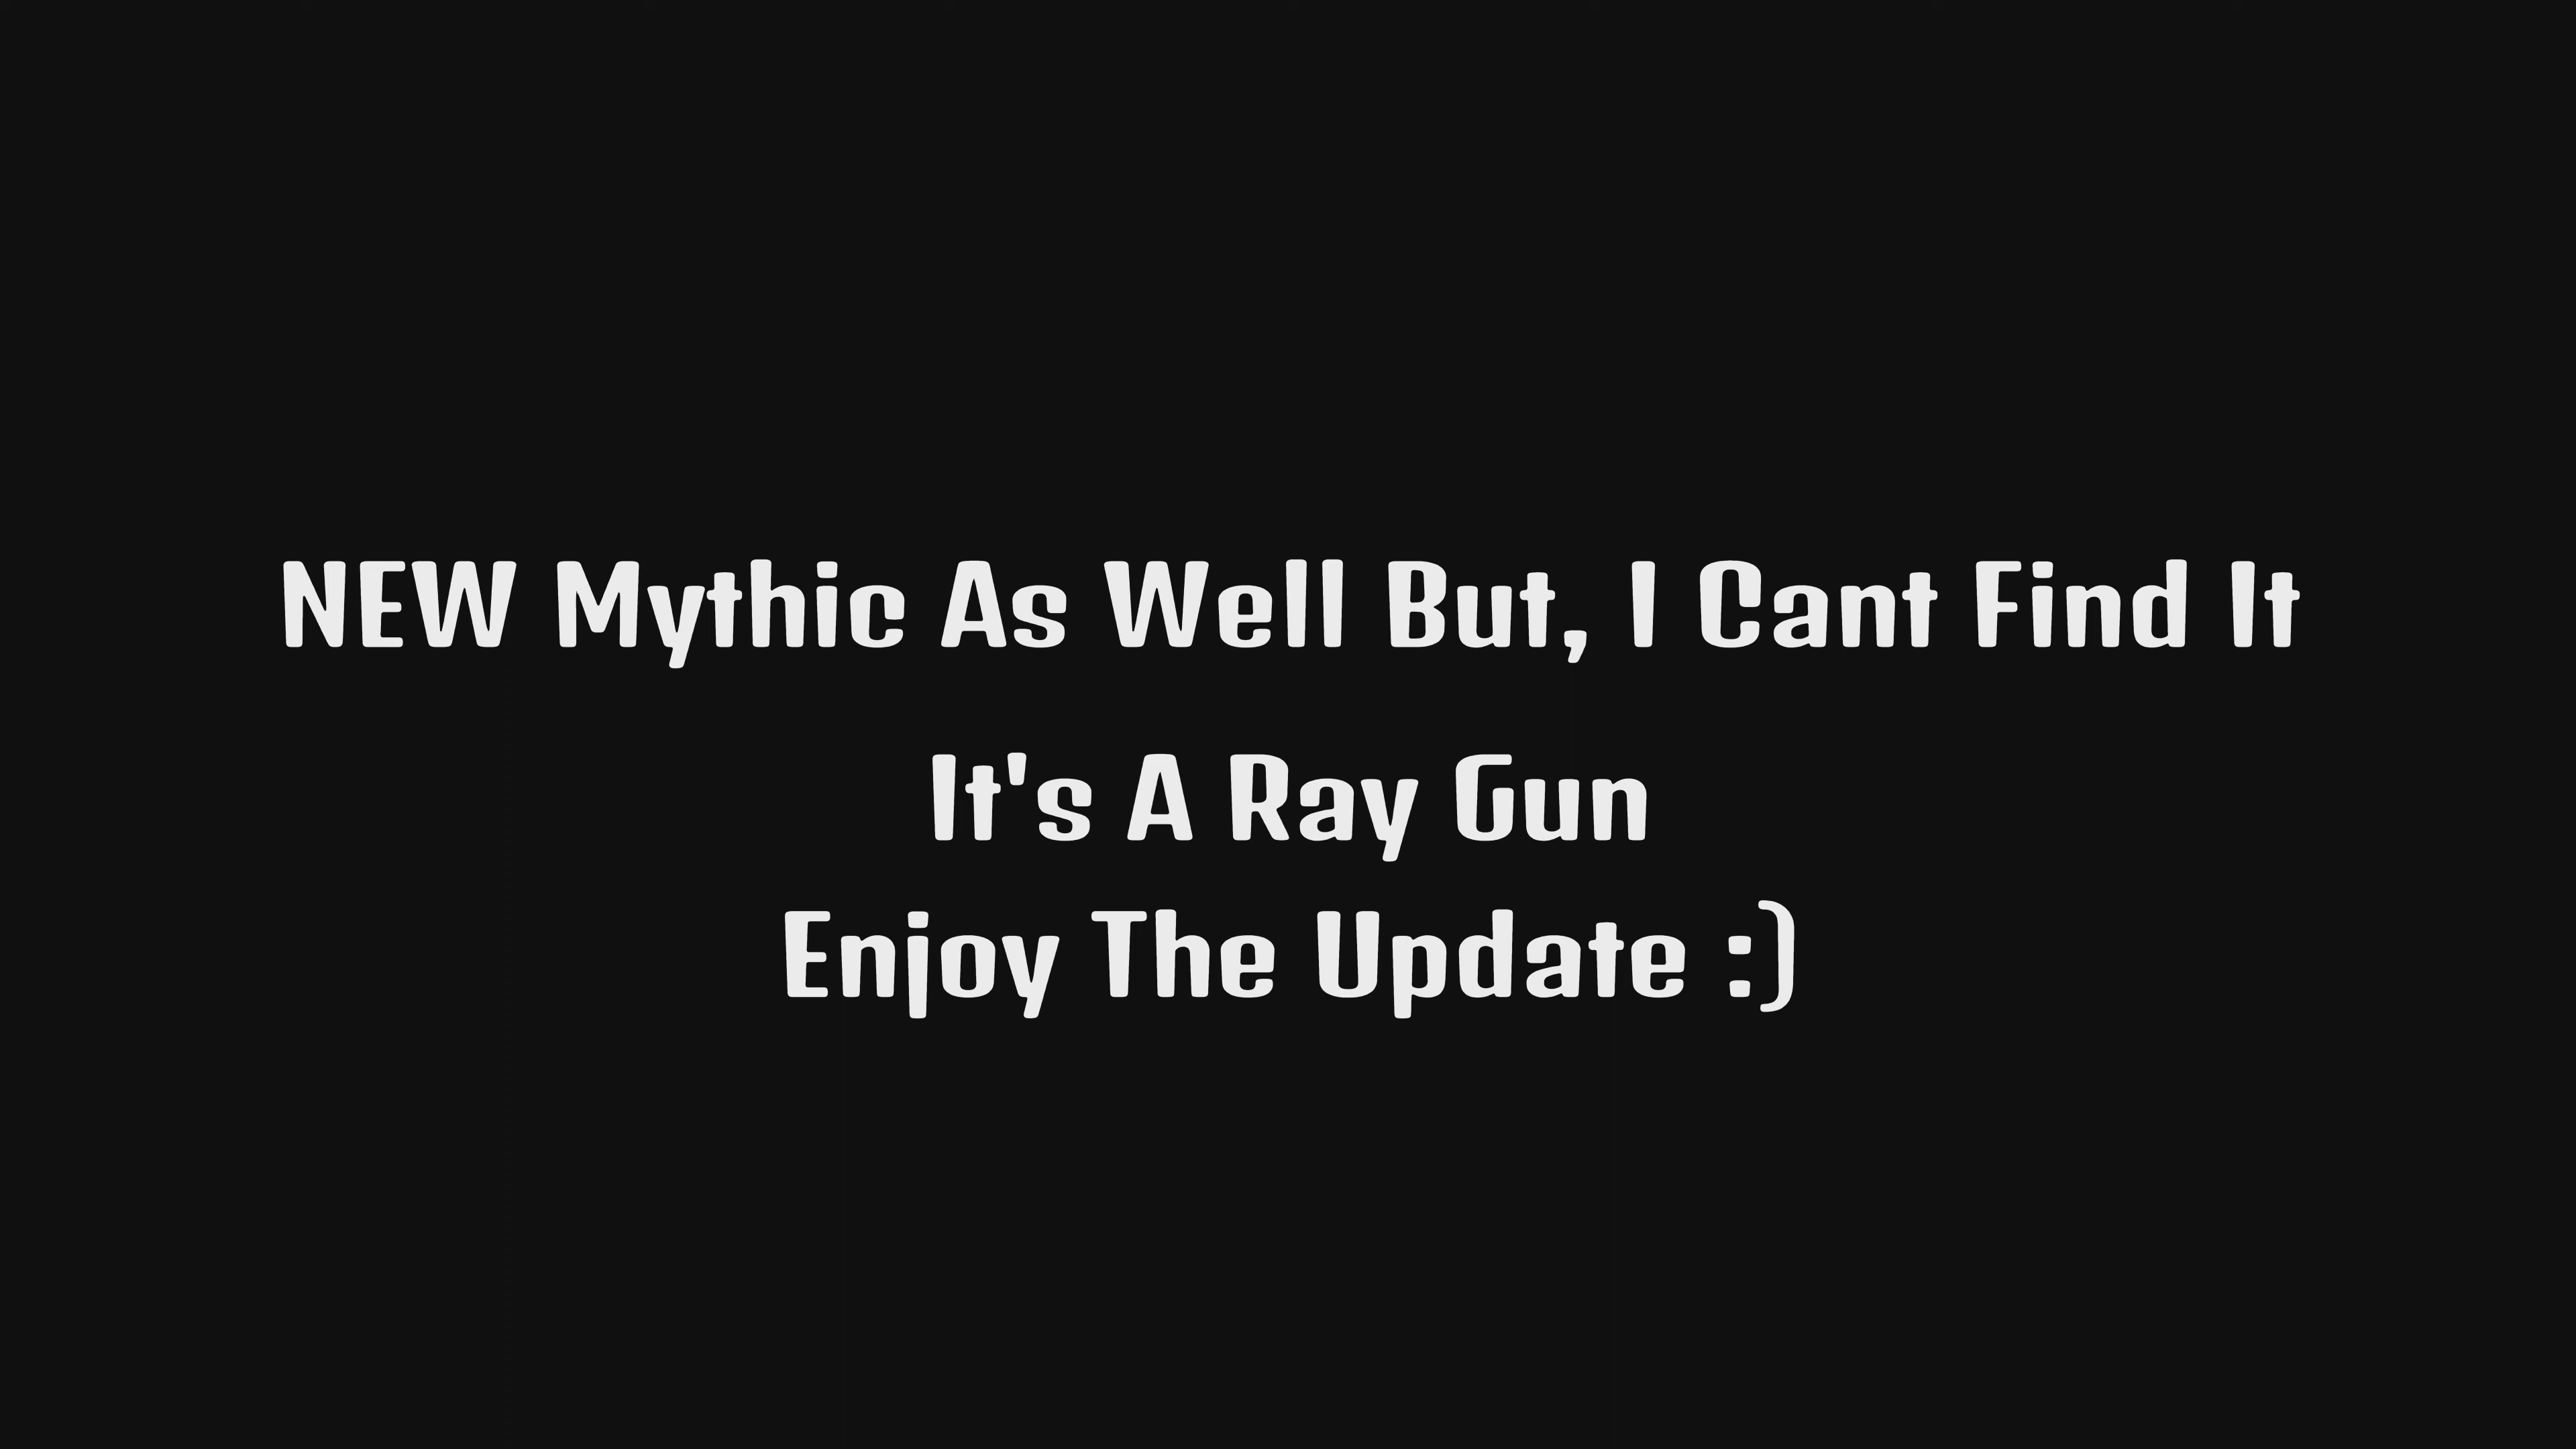 NEW Mythic As Well But, I Cant Find It
It's A Ray Gun
Enjoy The Update :)